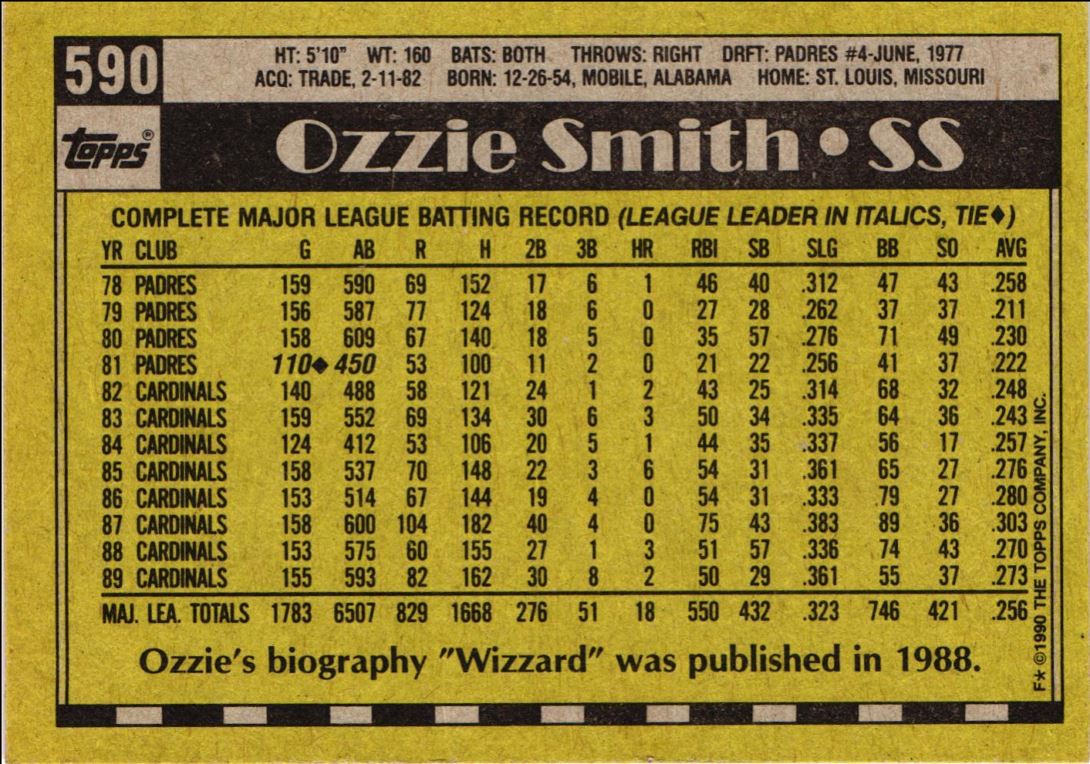 590
HT: 5'10" WT: 160 BATS: BOTH THROWS: RIGHT DRFT: PADRES #4-JUNE, 1977
ACQ: TRADE, 2-11-82 BORN: 12-26-54, MOBILE, ALABAMA HOME: ST. LOUIS, MISSOURI
topps®
Ozzie Smith • SS
COMPLETE MAJOR LEAGUE BATTING RECORD (LEAGUE LEADER IN ITALICS, TIE♦)
YR CLUB G AB R H 2B 3B HR RBI SB SLG BB SO AVG
78 PADRES 159 590 69 152 17 6 1 46 40 .312 47 43 .258
79 PADRES 156 587 77 124 18 6 0 27 28 .262 37 37 .211
80 PADRES 158 609 67 140 18 5 0 35 57 .276 71 49 .230
81 PADRES 110♦ 450 53 100 11 2 0 21 22 .256 41 37 .222
82 CARDINALS 140 488 58 121 24 1 2 43 25 .314 68 32 .248
83 CARDINALS 159 552 69 134 30 6 3 50 34 .335 64 36 .243
84 CARDINALS 124 412 53 106 20 5 1 44 35 .337 56 17 .257
85 CARDINALS 158 537 70 148 22 3 6 54 31 .361 65 27 .276
86 CARDINALS 153 514 67 144 19 4 0 54 31 .333 79 27 .280
87 CARDINALS 158 600 104 182 40 4 0 75 43 .383 89 36 .303
88 CARDINALS 153 575 60 155 27 1 3 51 57 .336 74 43 .270
89 CARDINALS 155 593 82 162 30 8 2 50 29 .361 55 37 .273
MAJ. LEA. TOTALS 1783 6507 829 1668 276 51 18 550 432 .323 746 421 .256
Ozzie's biography "Wizzard" was published in 1988.
F★ ©1990 THE TOPPS COMPANY, INC.